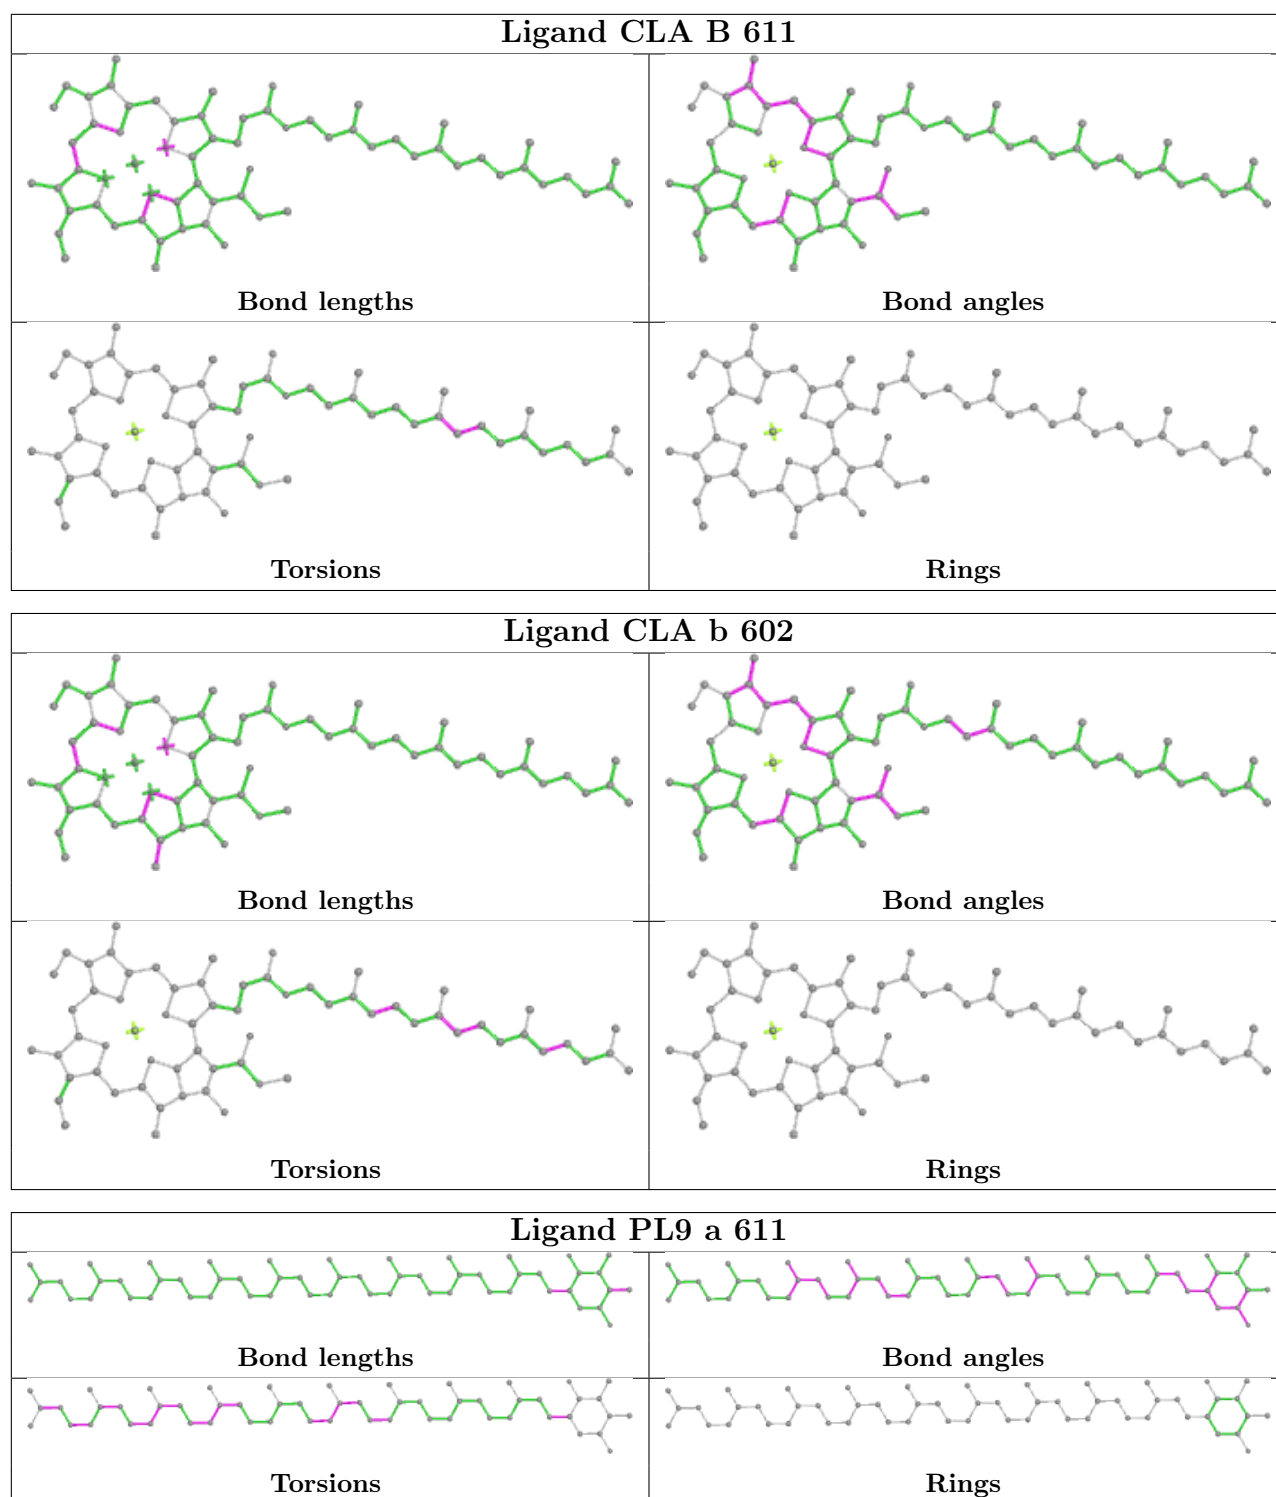 Ligand CLA B 611
Bond lengths
Bond angles
Torsions
Rings
Ligand CLA b 602
Bond lengths
Bond angles
Torsions
Rings
Ligand PL9 a 611
Bond lengths
Bond angles
Torsions
Rings